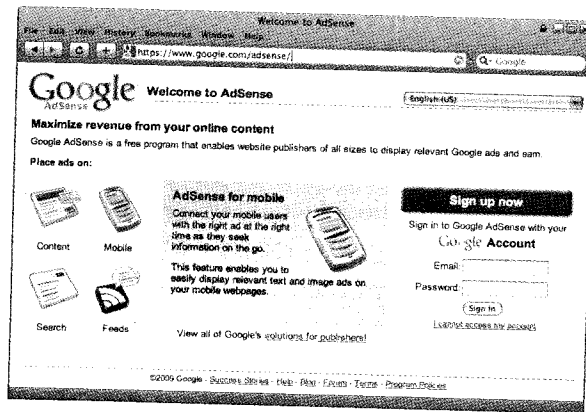 Welcome to AdSense
File Edit View History Bookmarks Window Help
https://www.google.com/adsense/
Q- Google
Google
AdSense
Welcome to AdSense
English (US)
Maximize revenue from your online content
Google AdSense is a free program that enables website publishers of all sizes to display relevant Google ads and earn.
Place ads on:
Content
Mobile
Search
Feeds
AdSense for mobile
Connect your mobile users
with the right ad at the right
time as they seek
information on the go.
This feature enables you to
easily display relevant text and image ads on
your mobile webpages.
View all of Google's solutions for publishers!
Sign up now
Sign in to Google AdSense with your
Google Account
Email:
Password:
Sign in
I cannot access my account
©2009 Google - Success Stories - Help - Blog - Forum - Terms - Program Policies